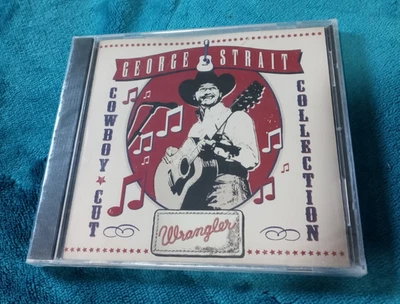 GEORGE STRAIT
COWBOY ★ CUT
COLLECTION
Wrangler